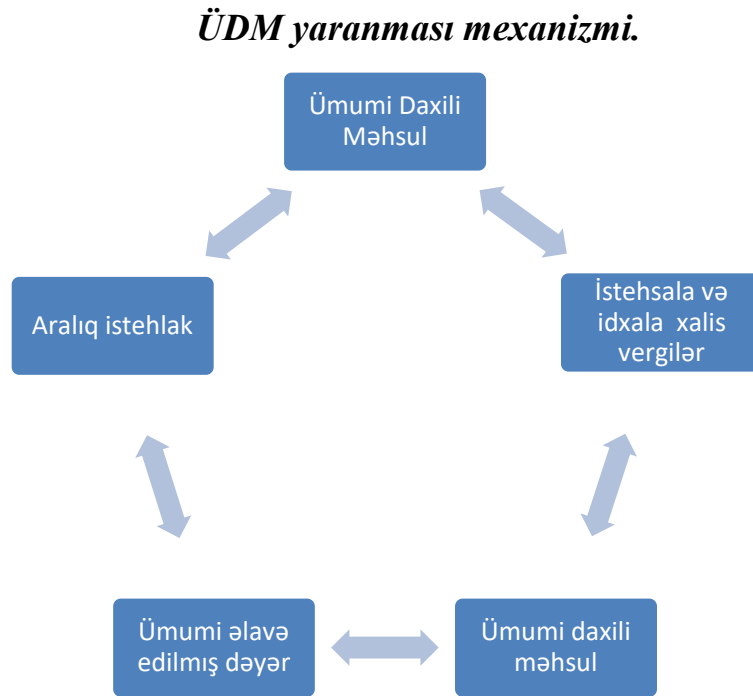 ÜDM yaranması mexanizmi.
Ümumi Daxili
Məhsul
İstehsala və
idxala xalis
vergilər
Ümumi daxili
məhsul
Ümumi əlavə
edilmış dəyər
Aralıq istehlak